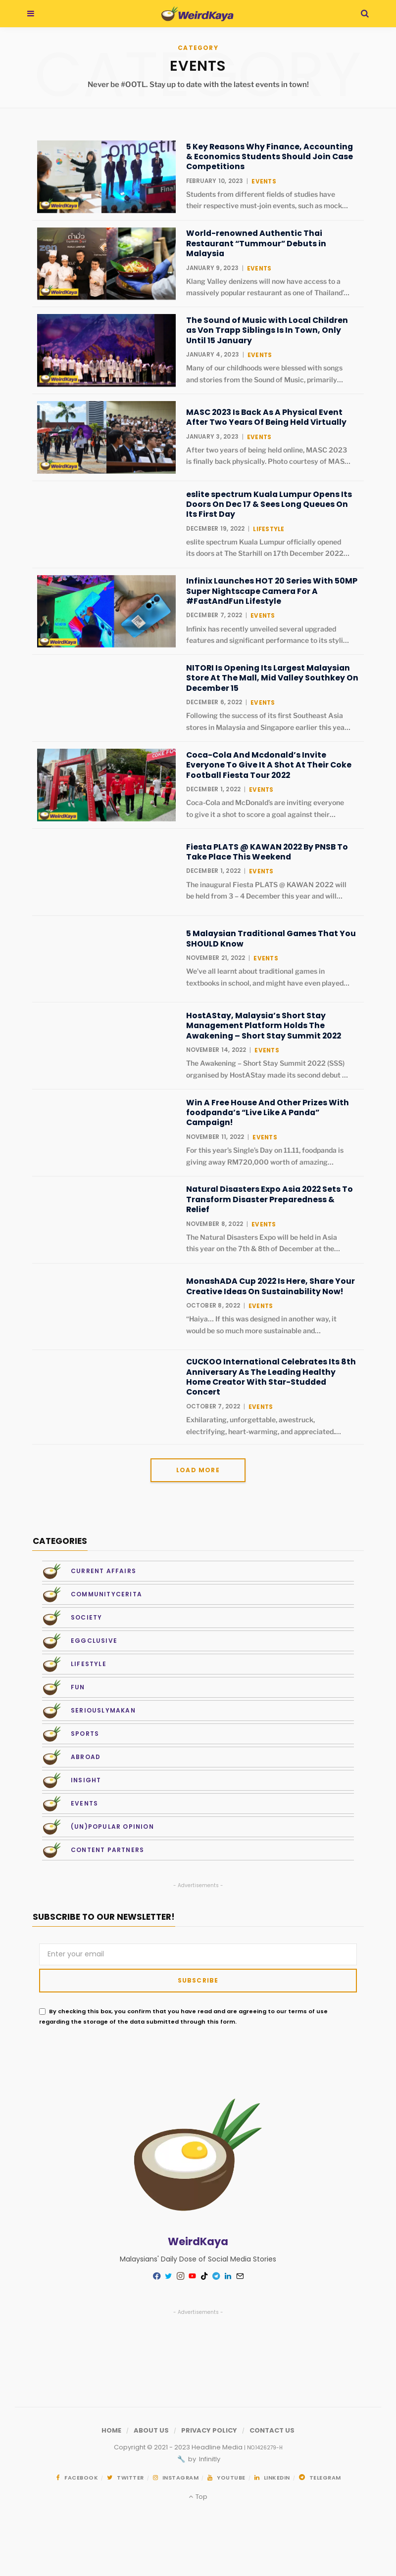 WeirdKaya
CATEGORY
CATEGORY
EVENTS
Never be #OOTL. Stay up to date with the latest events in town!
5 Key Reasons Why Finance, Accounting
& Economics Students Should Join Case
Competitions
FEBRUARY 10, 2023 | EVENTS
Students from different fields of studies have
their respective must-join events, such as mock…
World-renowned Authentic Thai
Restaurant “Tummour” Debuts in
Malaysia
JANUARY 9, 2023 | EVENTS
Klang Valley denizens will now have access to a
massively popular restaurant as one of Thailand’…
The Sound of Music with Local Children
as Von Trapp Siblings Is In Town, Only
Until 15 January
JANUARY 4, 2023 | EVENTS
Many of our childhoods were blessed with songs
and stories from the Sound of Music, primarily…
MASC 2023 Is Back As A Physical Event
After Two Years Of Being Held Virtually
JANUARY 3, 2023 | EVENTS
After two years of being held online, MASC 2023
is finally back physically. Photo courtesy of MAS…
eslite spectrum Kuala Lumpur Opens Its
Doors On Dec 17 & Sees Long Queues On
Its First Day
DECEMBER 19, 2022 | LIFESTYLE
eslite spectrum Kuala Lumpur officially opened
its doors at The Starhill on 17th December 2022…
Infinix Launches HOT 20 Series With 50MP
Super Nightscape Camera For A
#FastAndFun Lifestyle
DECEMBER 7, 2022 | EVENTS
Infinix has recently unveiled several upgraded
features and significant performance to its styli…
NITORI Is Opening Its Largest Malaysian
Store At The Mall, Mid Valley Southkey On
December 15
DECEMBER 6, 2022 | EVENTS
Following the success of its first Southeast Asia
stores in Malaysia and Singapore earlier this yea…
Coca-Cola And Mcdonald’s Invite
Everyone To Give It A Shot At Their Coke
Football Fiesta Tour 2022
DECEMBER 1, 2022 | EVENTS
Coca-Cola and McDonald’s are inviting everyone
to give it a shot to score a goal against their…
Fiesta PLATS @ KAWAN 2022 By PNSB To
Take Place This Weekend
DECEMBER 1, 2022 | EVENTS
The inaugural Fiesta PLATS @ KAWAN 2022 will
be held from 3 – 4 December this year and will…
5 Malaysian Traditional Games That You
SHOULD Know
NOVEMBER 21, 2022 | EVENTS
We’ve all learnt about traditional games in
textbooks in school, and might have even played…
HostAStay, Malaysia’s Short Stay
Management Platform Holds The
Awakening – Short Stay Summit 2022
NOVEMBER 14, 2022 | EVENTS
The Awakening – Short Stay Summit 2022 (SSS)
organised by HostAStay made its second debut …
Win A Free House And Other Prizes With
foodpanda’s “Live Like A Panda”
Campaign!
NOVEMBER 11, 2022 | EVENTS
For this year’s Single’s Day on 11.11, foodpanda is
giving away RM720,000 worth of amazing…
Natural Disasters Expo Asia 2022 Sets To
Transform Disaster Preparedness &
Relief
NOVEMBER 8, 2022 | EVENTS
The Natural Disasters Expo will be held in Asia
this year on the 7th & 8th of December at the…
MonashADA Cup 2022 Is Here, Share Your
Creative Ideas On Sustainability Now!
OCTOBER 8, 2022 | EVENTS
“Haiya… If this was designed in another way, it
would be so much more sustainable and…
CUCKOO International Celebrates Its 8th
Anniversary As The Leading Healthy
Home Creator With Star-Studded
Concert
OCTOBER 7, 2022 | EVENTS
Exhilarating, unforgettable, awestruck,
electrifying, heart-warming, and appreciated.…
LOAD MORE
CATEGORIES
CURRENT AFFAIRS
COMMUNITYCERITA
SOCIETY
EGGCLUSIVE
LIFESTYLE
FUN
SERIOUSLYMAKAN
SPORTS
ABROAD
INSIGHT
EVENTS
(UN)POPULAR OPINION
CONTENT PARTNERS
- Advertisements -
SUBSCRIBE TO OUR NEWSLETTER!
Enter your email
SUBSCRIBE
By checking this box, you confirm that you have read and are agreeing to our terms of use
regarding the storage of the data submitted through this form.
WeirdKaya
Malaysians' Daily Dose of Social Media Stories
- Advertisements -
HOME / ABOUT US / PRIVACY POLICY / CONTACT US
Copyright © 2021 - 2023 Headline Media | NO.1426279-H
by Infinitly
FACEBOOK / TWITTER / INSTAGRAM / YOUTUBE / LINKEDIN / TELEGRAM
Top